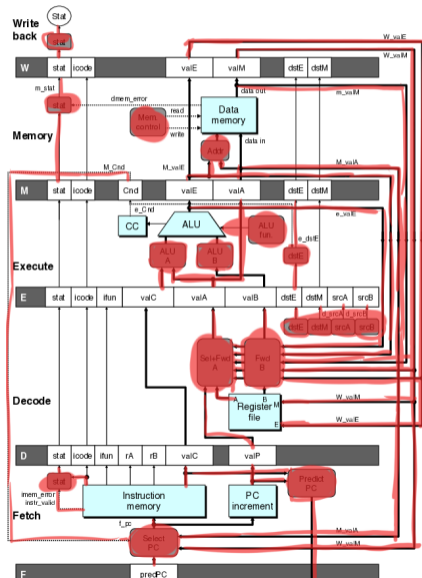 Stat
Write back
stat
W_valE
W_valM
W stat icode valE valM dstE dstM
m_stat
data out
m_valM
stat
dmem_error
read
Mem. control
write
Data memory
data in
Memory
Addr
M_Cnd
M_valE
M_valA
M stat icode Cnd valE valA dstE dstM
e_Cnd
e_valE
CC
ALU
ALU fun.
e_dstE
ALU A
ALU B
dstE
Execute
E stat icode ifun valC valA valB dstE dstM srcA srcB
d_srcA d_srcB
dstE dstM srcA srcB
Sel+Fwd A
Fwd B
A B M
Register file
E
W_valM
W_valE
Decode
D stat icode ifun rA rB valC valP
stat
imem_error
instr_valid
Instruction memory
PC increment
Predict PC
Fetch
f_pc
Select PC
M_valA
W_valM
F predPC